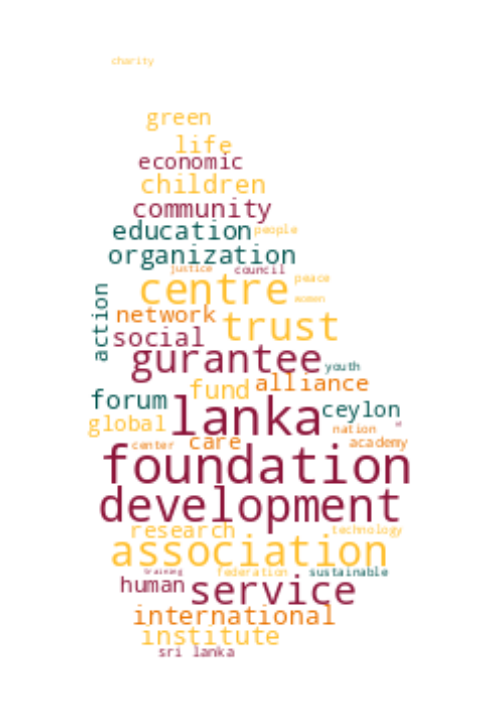 charity
green
life
economic
children
community
education people
organization
justice council
centre peace
women
action
network trust
social
gurantee youth
fund alliance
forum lanka ceylon
global nation
center care academy
foundation
development
research technology
association
training federation sustainable
human service
international
institute
sri lanka